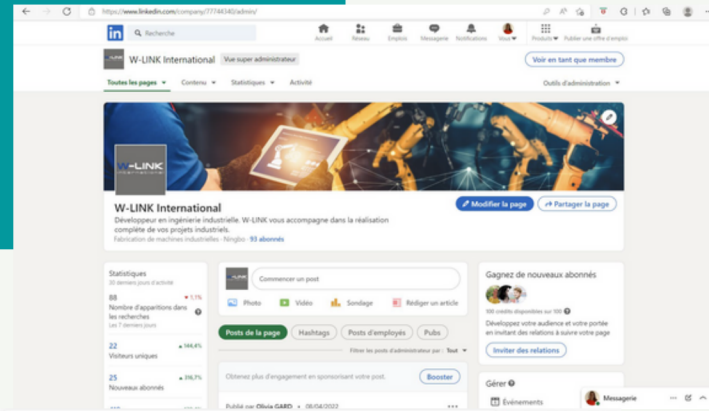 https://www.linkedin.com/company/77744340/admin/
in
Recherche
Accueil
Réseau
Emplois
Messagerie
Notifications
Vous
Produits
Publier une offre d'emploi
W-LINK International
Vue super administrateur
Voir en tant que membre
Toutes les pages
Contenu
Statistiques
Activité
Outils d'administration
W-LINK
W-LINK International
Modifier la page
Partager la page
Développeur en ingénierie industrielle. W-LINK vous accompagne dans la réalisation
complète de vos projets industriels.
Fabrication de machines industrielles · Ningbo · 93 abonnés
Statistiques
30 derniers jours d'activité
88
1,1%
Nombre d'apparitions dans
les recherches
Les 7 derniers jours
22
144,4%
Visiteurs uniques
25
316,7%
Nouveaux abonnés
Commencer un post
Photo
Vidéo
Sondage
Rédiger un article
Posts de la page
Hashtags
Posts d'employés
Pubs
Filtrer les posts d'administrateur par : Tout
Obtenez plus d'engagement en sponsorisant votre post.
Booster
Publié par Olivia GARD • 06/04/2022
Gagnez de nouveaux abonnés
100 crédits disponibles sur 100
Développez votre audience et votre portée
en invitant des relations à suivre votre page
Inviter des relations
Gérer
Événements
Messagerie